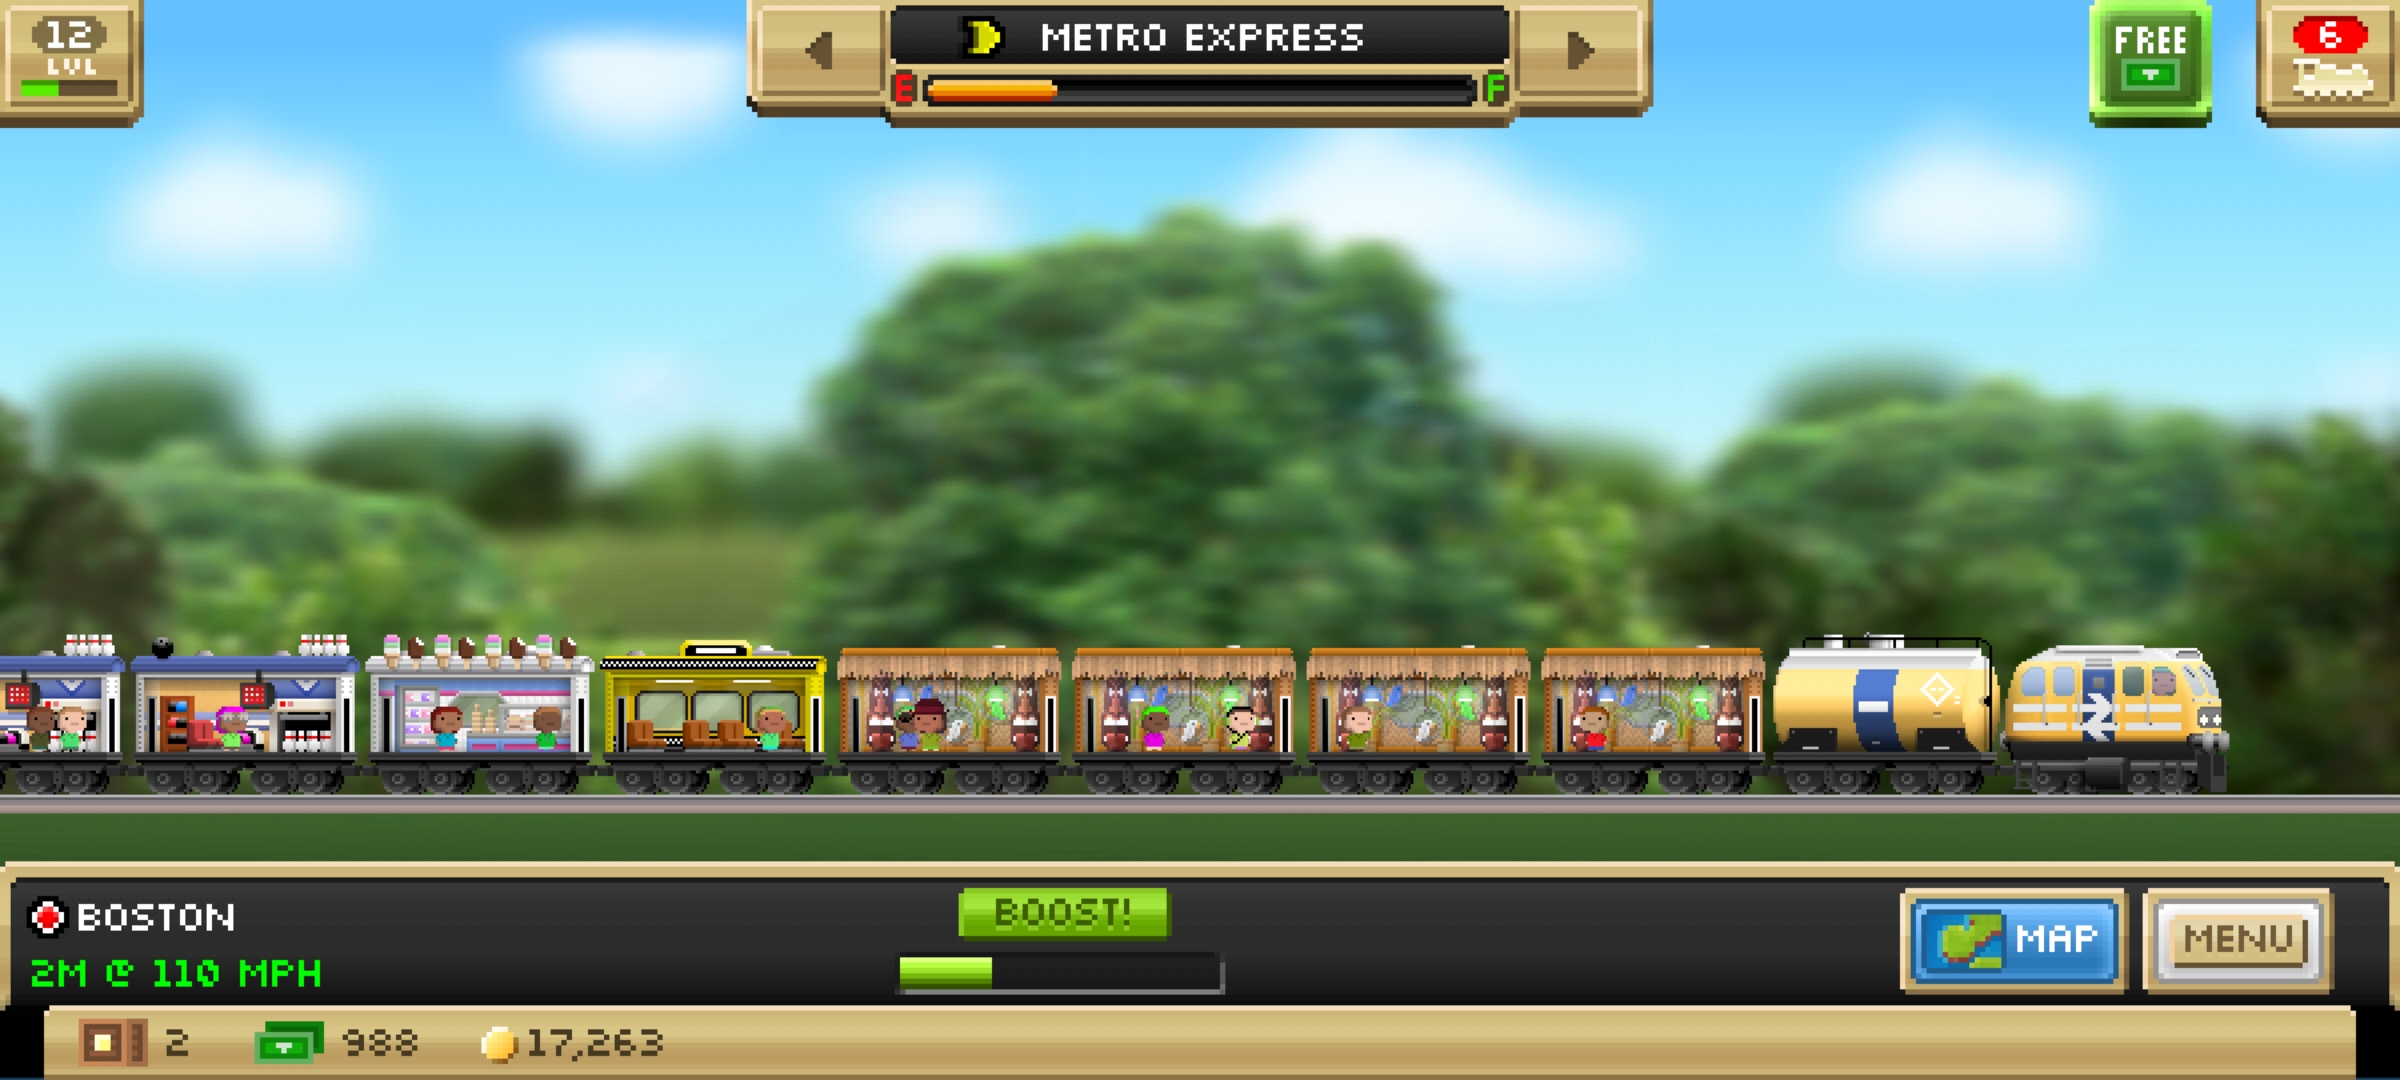 12
LVL
METRO EXPRESS
E F
FREE
6
BOSTON
2M @ 110 MPH
BOOST!
MAP
MENU
2
988
17,263